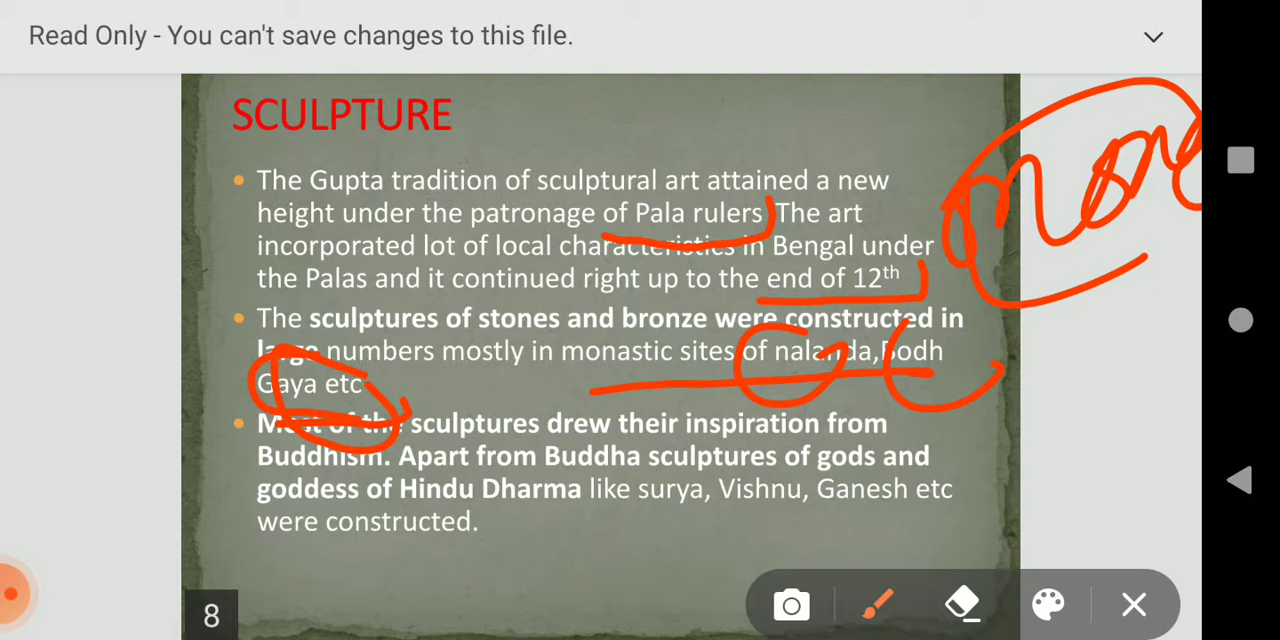 Read Only - You can't save changes to this file.
SCULPTURE
• The Gupta tradition of sculptural art attained a new
height under the patronage of Pala rulers The art
incorporated lot of local characteristics in Bengal under
the Palas and it continued right up to the end of 12th
• The sculptures of stones and bronze were constructed in
large numbers mostly in monastic sites of nalanda,Bodh
Gaya etc
• Most of the sculptures drew their inspiration from
Buddhism. Apart from Buddha sculptures of gods and
goddess of Hindu Dharma like surya, Vishnu, Ganesh etc
were constructed.
8